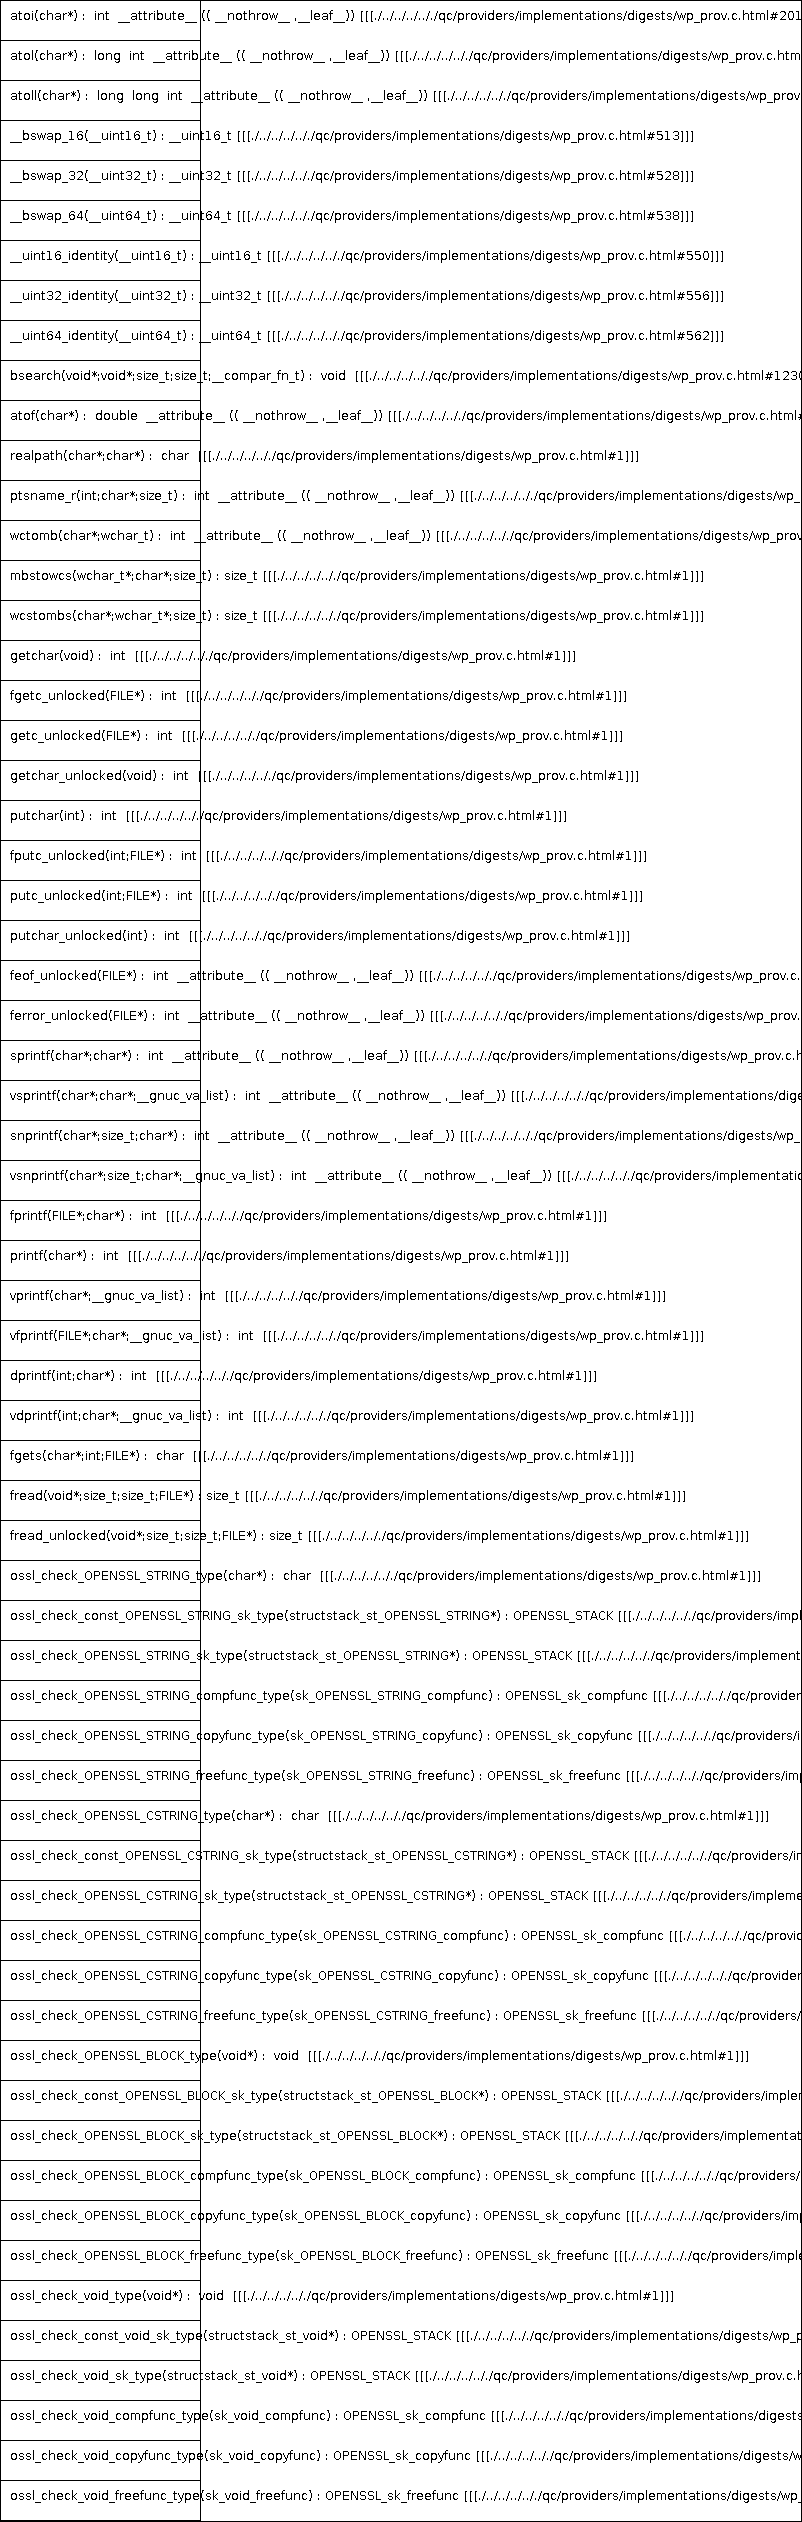 atoi(char*) : int __attribute__ (( __nothrow__ ,__leaf__)) [[[./../../../../qc/providers/implementations/digests/wp_prov.c.html#201
atol(char*) : long int __attribute__ (( __nothrow__ ,__leaf__)) [[[./../../../../qc/providers/implementations/digests/wp_prov.c.htm
atoll(char*) : long long int __attribute__ (( __nothrow__ ,__leaf__)) [[[./../../../../qc/providers/implementations/digests/wp_prov
__bswap_16(__uint16_t) : __uint16_t [[[./../../../../qc/providers/implementations/digests/wp_prov.c.html#513]]]
__bswap_32(__uint32_t) : __uint32_t [[[./../../../../qc/providers/implementations/digests/wp_prov.c.html#528]]]
__bswap_64(__uint64_t) : __uint64_t [[[./../../../../qc/providers/implementations/digests/wp_prov.c.html#538]]]
__uint16_identity(__uint16_t) : __uint16_t [[[./../../../../qc/providers/implementations/digests/wp_prov.c.html#550]]]
__uint32_identity(__uint32_t) : __uint32_t [[[./../../../../qc/providers/implementations/digests/wp_prov.c.html#556]]]
__uint64_identity(__uint64_t) : __uint64_t [[[./../../../../qc/providers/implementations/digests/wp_prov.c.html#562]]]
bsearch(void*;void*;size_t;size_t;__compar_fn_t) : void [[[./../../../../qc/providers/implementations/digests/wp_prov.c.html#1230
atof(char*) : double __attribute__ (( __nothrow__ ,__leaf__)) [[[./../../../../qc/providers/implementations/digests/wp_prov.c.html#
realpath(char*;char*) : char [[[./../../../../qc/providers/implementations/digests/wp_prov.c.html#1]]]
ptsname_r(int;char*;size_t) : int __attribute__ (( __nothrow__ ,__leaf__)) [[[./../../../../qc/providers/implementations/digests/wp_
wctomb(char*;wchar_t) : int __attribute__ (( __nothrow__ ,__leaf__)) [[[./../../../../qc/providers/implementations/digests/wp_prov
mbstowcs(wchar_t*;char*;size_t) : size_t [[[./../../../../qc/providers/implementations/digests/wp_prov.c.html#1]]]
wcstombs(char*;wchar_t*;size_t) : size_t [[[./../../../../qc/providers/implementations/digests/wp_prov.c.html#1]]]
getchar(void) : int [[[./../../../../qc/providers/implementations/digests/wp_prov.c.html#1]]]
fgetc_unlocked(FILE*) : int [[[./../../../../qc/providers/implementations/digests/wp_prov.c.html#1]]]
getc_unlocked(FILE*) : int [[[./../../../../qc/providers/implementations/digests/wp_prov.c.html#1]]]
getchar_unlocked(void) : int [[[./../../../../qc/providers/implementations/digests/wp_prov.c.html#1]]]
putchar(int) : int [[[./../../../../qc/providers/implementations/digests/wp_prov.c.html#1]]]
fputc_unlocked(int;FILE*) : int [[[./../../../../qc/providers/implementations/digests/wp_prov.c.html#1]]]
putc_unlocked(int;FILE*) : int [[[./../../../../qc/providers/implementations/digests/wp_prov.c.html#1]]]
putchar_unlocked(int) : int [[[./../../../../qc/providers/implementations/digests/wp_prov.c.html#1]]]
feof_unlocked(FILE*) : int __attribute__ (( __nothrow__ ,__leaf__)) [[[./../../../../qc/providers/implementations/digests/wp_prov.c.
ferror_unlocked(FILE*) : int __attribute__ (( __nothrow__ ,__leaf__)) [[[./../../../../qc/providers/implementations/digests/wp_prov.
sprintf(char*;char*) : int __attribute__ (( __nothrow__ ,__leaf__)) [[[./../../../../qc/providers/implementations/digests/wp_prov.c.h
vsprintf(char*;char*;__gnuc_va_list) : int __attribute__ (( __nothrow__ ,__leaf__)) [[[./../../../../qc/providers/implementations/dige
snprintf(char*;size_t;char*) : int __attribute__ (( __nothrow__ ,__leaf__)) [[[./../../../../qc/providers/implementations/digests/wp_
vsnprintf(char*;size_t;char*;__gnuc_va_list) : int __attribute__ (( __nothrow__ ,__leaf__)) [[[./../../../../qc/providers/implementatio
fprintf(FILE*;char*) : int [[[./../../../../qc/providers/implementations/digests/wp_prov.c.html#1]]]
printf(char*) : int [[[./../../../../qc/providers/implementations/digests/wp_prov.c.html#1]]]
vprintf(char*;__gnuc_va_list) : int [[[./../../../../qc/providers/implementations/digests/wp_prov.c.html#1]]]
vfprintf(FILE*;char*;__gnuc_va_list) : int [[[./../../../../qc/providers/implementations/digests/wp_prov.c.html#1]]]
dprintf(int;char*) : int [[[./../../../../qc/providers/implementations/digests/wp_prov.c.html#1]]]
vdprintf(int;char*;__gnuc_va_list) : int [[[./../../../../qc/providers/implementations/digests/wp_prov.c.html#1]]]
fgets(char*;int;FILE*) : char [[[./../../../../qc/providers/implementations/digests/wp_prov.c.html#1]]]
fread(void*;size_t;size_t;FILE*) : size_t [[[./../../../../qc/providers/implementations/digests/wp_prov.c.html#1]]]
fread_unlocked(void*;size_t;size_t;FILE*) : size_t [[[./../../../../qc/providers/implementations/digests/wp_prov.c.html#1]]]
ossl_check_OPENSSL_STRING_type(char*) : char [[[./../../../../qc/providers/implementations/digests/wp_prov.c.html#1]]]
ossl_check_const_OPENSSL_STRING_sk_type(structstack_st_OPENSSL_STRING*) : OPENSSL_STACK [[[./../../../../qc/providers/impl
ossl_check_OPENSSL_STRING_sk_type(structstack_st_OPENSSL_STRING*) : OPENSSL_STACK [[[./../../../../qc/providers/implement
ossl_check_OPENSSL_STRING_compfunc_type(sk_OPENSSL_STRING_compfunc) : OPENSSL_sk_compfunc [[[./../../../../qc/provider
ossl_check_OPENSSL_STRING_copyfunc_type(sk_OPENSSL_STRING_copyfunc) : OPENSSL_sk_copyfunc [[[./../../../../qc/providers/i
ossl_check_OPENSSL_STRING_freefunc_type(sk_OPENSSL_STRING_freefunc) : OPENSSL_sk_freefunc [[[./../../../../qc/providers/imp
ossl_check_OPENSSL_CSTRING_type(char*) : char [[[./../../../../qc/providers/implementations/digests/wp_prov.c.html#1]]]
ossl_check_const_OPENSSL_CSTRING_sk_type(structstack_st_OPENSSL_CSTRING*) : OPENSSL_STACK [[[./../../../../qc/providers/in
ossl_check_OPENSSL_CSTRING_sk_type(structstack_st_OPENSSL_CSTRING*) : OPENSSL_STACK [[[./../../../../qc/providers/impleme
ossl_check_OPENSSL_CSTRING_compfunc_type(sk_OPENSSL_CSTRING_compfunc) : OPENSSL_sk_compfunc [[[./../../../../qc/provid
ossl_check_OPENSSL_CSTRING_copyfunc_type(sk_OPENSSL_CSTRING_copyfunc) : OPENSSL_sk_copyfunc [[[./../../../../qc/provider
ossl_check_OPENSSL_CSTRING_freefunc_type(sk_OPENSSL_CSTRING_freefunc) : OPENSSL_sk_freefunc [[[./../../../../qc/providers/
ossl_check_OPENSSL_BLOCK_type(void*) : void [[[./../../../../qc/providers/implementations/digests/wp_prov.c.html#1]]]
ossl_check_const_OPENSSL_BLOCK_sk_type(structstack_st_OPENSSL_BLOCK*) : OPENSSL_STACK [[[./../../../../qc/providers/implen
ossl_check_OPENSSL_BLOCK_sk_type(structstack_st_OPENSSL_BLOCK*) : OPENSSL_STACK [[[./../../../../qc/providers/implementat
ossl_check_OPENSSL_BLOCK_compfunc_type(sk_OPENSSL_BLOCK_compfunc) : OPENSSL_sk_compfunc [[[./../../../../qc/providers/
ossl_check_OPENSSL_BLOCK_copyfunc_type(sk_OPENSSL_BLOCK_copyfunc) : OPENSSL_sk_copyfunc [[[./../../../../qc/providers/imp
ossl_check_OPENSSL_BLOCK_freefunc_type(sk_OPENSSL_BLOCK_freefunc) : OPENSSL_sk_freefunc [[[./../../../../qc/providers/imple
ossl_check_void_type(void*) : void [[[./../../../../qc/providers/implementations/digests/wp_prov.c.html#1]]]
ossl_check_const_void_sk_type(structstack_st_void*) : OPENSSL_STACK [[[./../../../../qc/providers/implementations/digests/wp_p
ossl_check_void_sk_type(structstack_st_void*) : OPENSSL_STACK [[[./../../../../qc/providers/implementations/digests/wp_prov.c.h
ossl_check_void_compfunc_type(sk_void_compfunc) : OPENSSL_sk_compfunc [[[./../../../../qc/providers/implementations/digests
ossl_check_void_copyfunc_type(sk_void_copyfunc) : OPENSSL_sk_copyfunc [[[./../../../../qc/providers/implementations/digests/w
ossl_check_void_freefunc_type(sk_void_freefunc) : OPENSSL_sk_freefunc [[[./../../../../qc/providers/implementations/digests/wp_